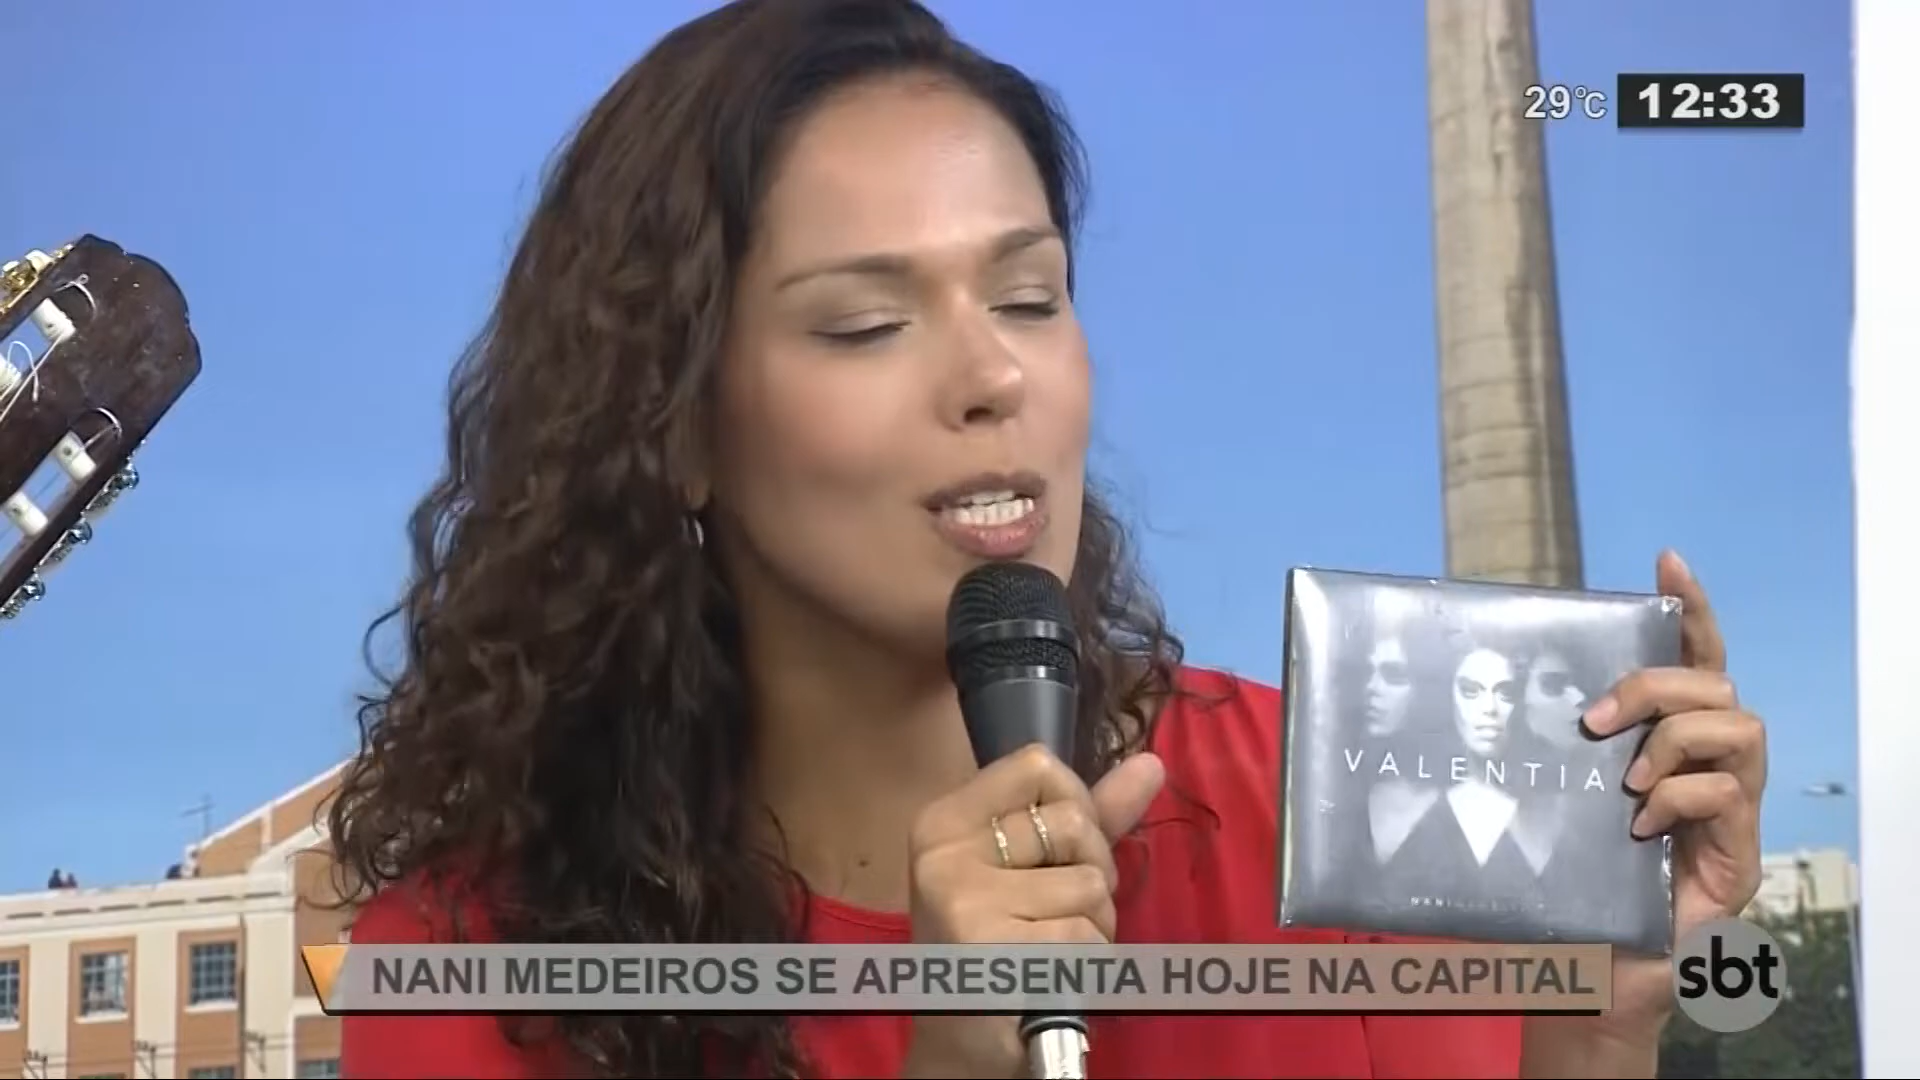 29°C 12:33
VALENTIA
NANI MEDEIROS SE APRESENTA HOJE NA CAPITAL
sbt